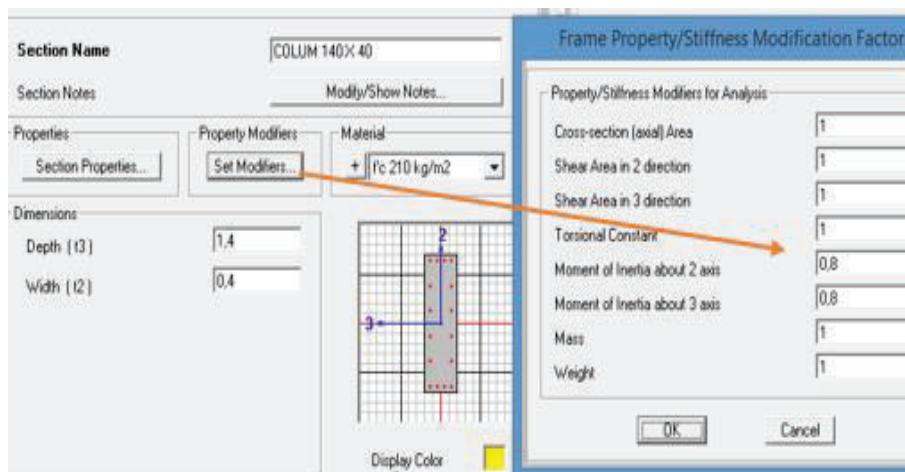 Section Name
COLUM 140X 40
Section Notes
Modify/Show Notes...
Properties
Section Properties...
Property Modifiers
Set Modifiers...
Material
+
f'c 210 kg/m2
Dimensions
Depth ( t3 )
1,4
Width ( t2 )
0,4
2
3
Display Color
Frame Property/Stiffness Modification Factor
Property/Stiffness Modifiers for Analysis
Cross-section (axial) Area
1
Shear Area in 2 direction
1
Shear Area in 3 direction
1
Torsional Constant
1
Moment of Inertia about 2 axis
0,8
Moment of Inertia about 3 axis
0,8
Mass
1
Weight
1
OK
Cancel